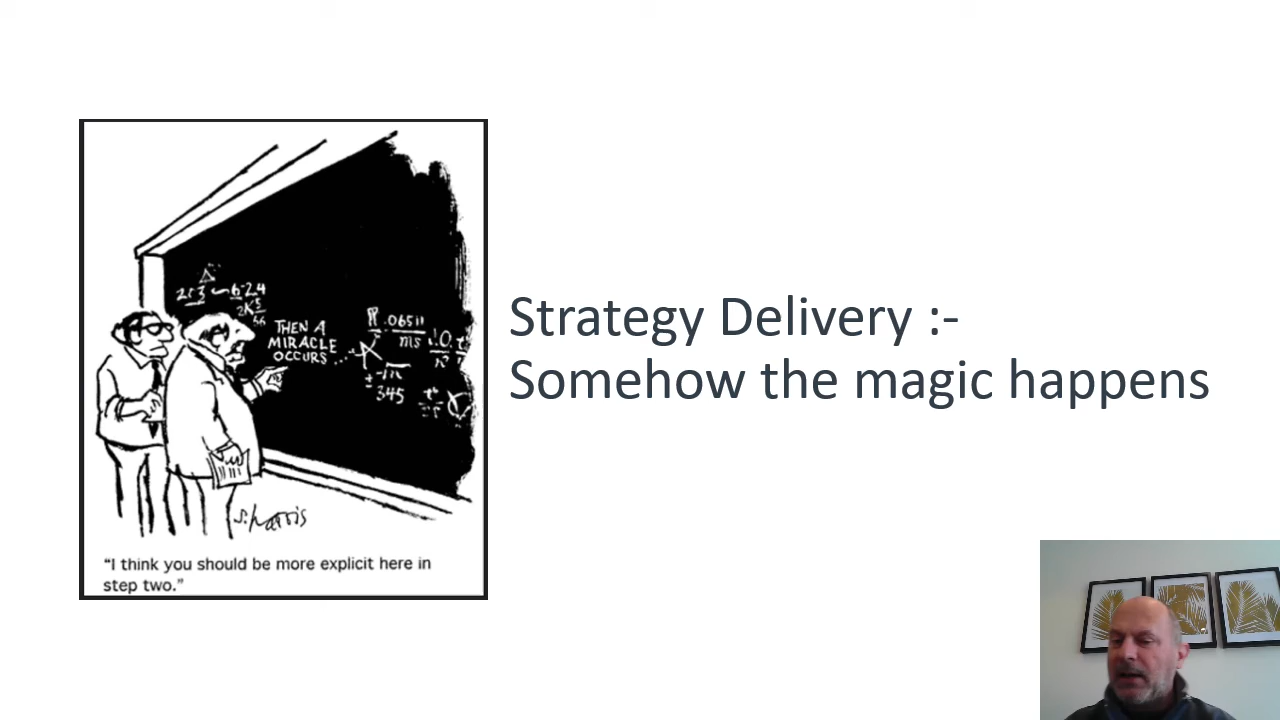 THEN A
MIRACLE
OCCURS...
S. Harris
"I think you should be more explicit here in
step two."
Strategy Delivery :-
Somehow the magic happens